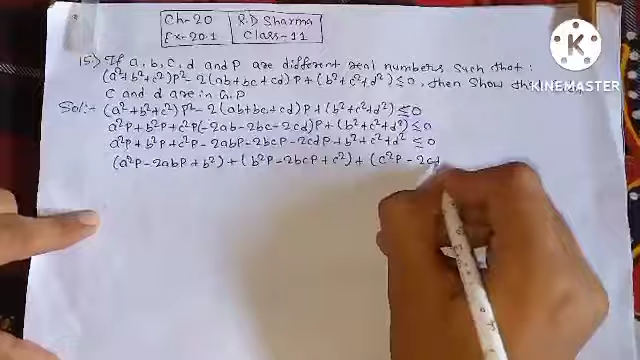 Ch-20 R.D Sharma
Ex-20.1 Class-11
15.) If a, b, c, d and P are different real numbers such that:
(a²+b²+c²)P²-2(ab+bc+cd)P+(b²+c²+d²)≤0, then show the
c and d are in G.P
KINEMASTER
Sol:- (a²+b²+c²)P²-2(ab+bc+cd)P+(b²+c²+d²)≤0
a²P+b²P+c²P(-2ab-2bc-2cd)P+(b²+c²+d²)≤0
a²P+b²P+c²P-2abP-2bcP-2cdP+b²+c²+d²≤0
(a²P-2abP+b²)+(b²P-2bcP+c²)+(c²P-2cd